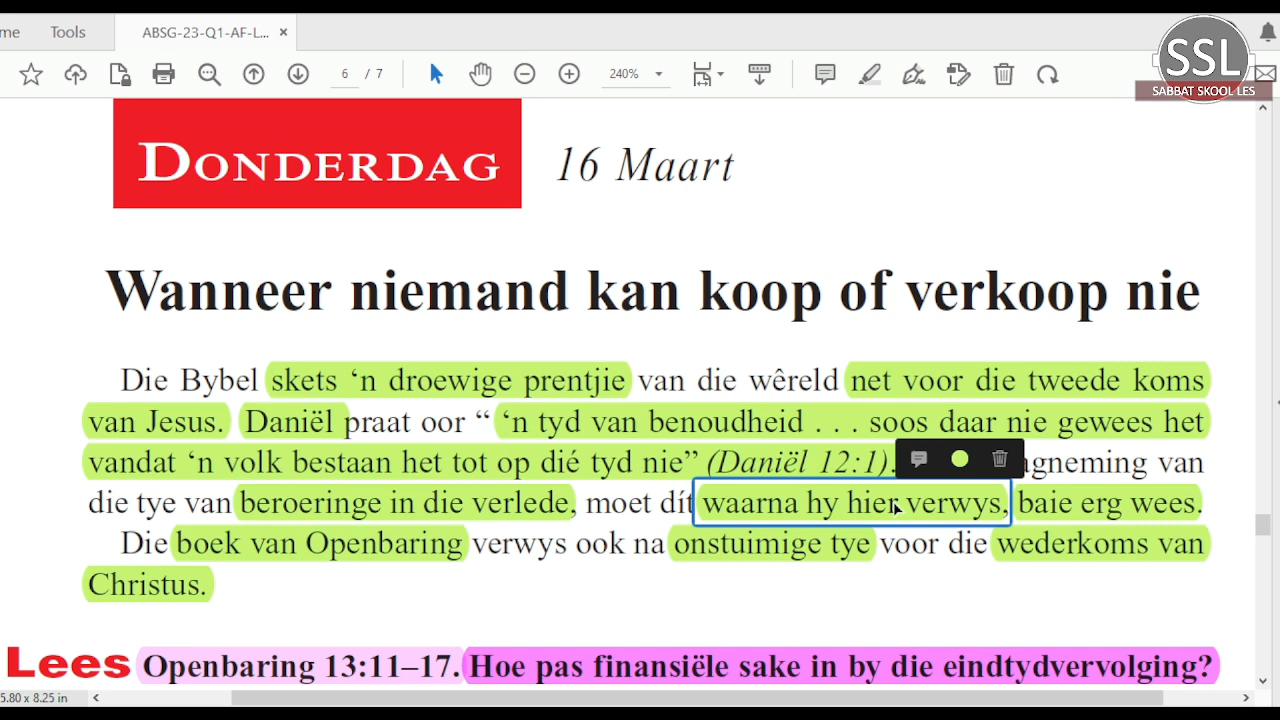 me Tools ABSG-23-Q1-AF-L... ×
6 / 7 240%
SSL
SABBAT SKOOL LES
DONDERDAG 16 Maart
Wanneer niemand kan koop of verkoop nie
Die Bybel skets ‘n droewige prentjie van die wêreld net voor die tweede koms
van Jesus. Daniël praat oor “ ‘n tyd van benoudheid . . . soos daar nie gewees het
vandat ‘n volk bestaan het tot op dié tyd nie” (Daniël 12:1). gneming van
die tye van beroeringe in die verlede, moet dít waarna hy hier verwys, baie erg wees.
Die boek van Openbaring verwys ook na onstuimige tye voor die wederkoms van
Christus.
Lees Openbaring 13:11–17. Hoe pas finansiële sake in by die eindtydvervolging?
5.80 x 8.25 in